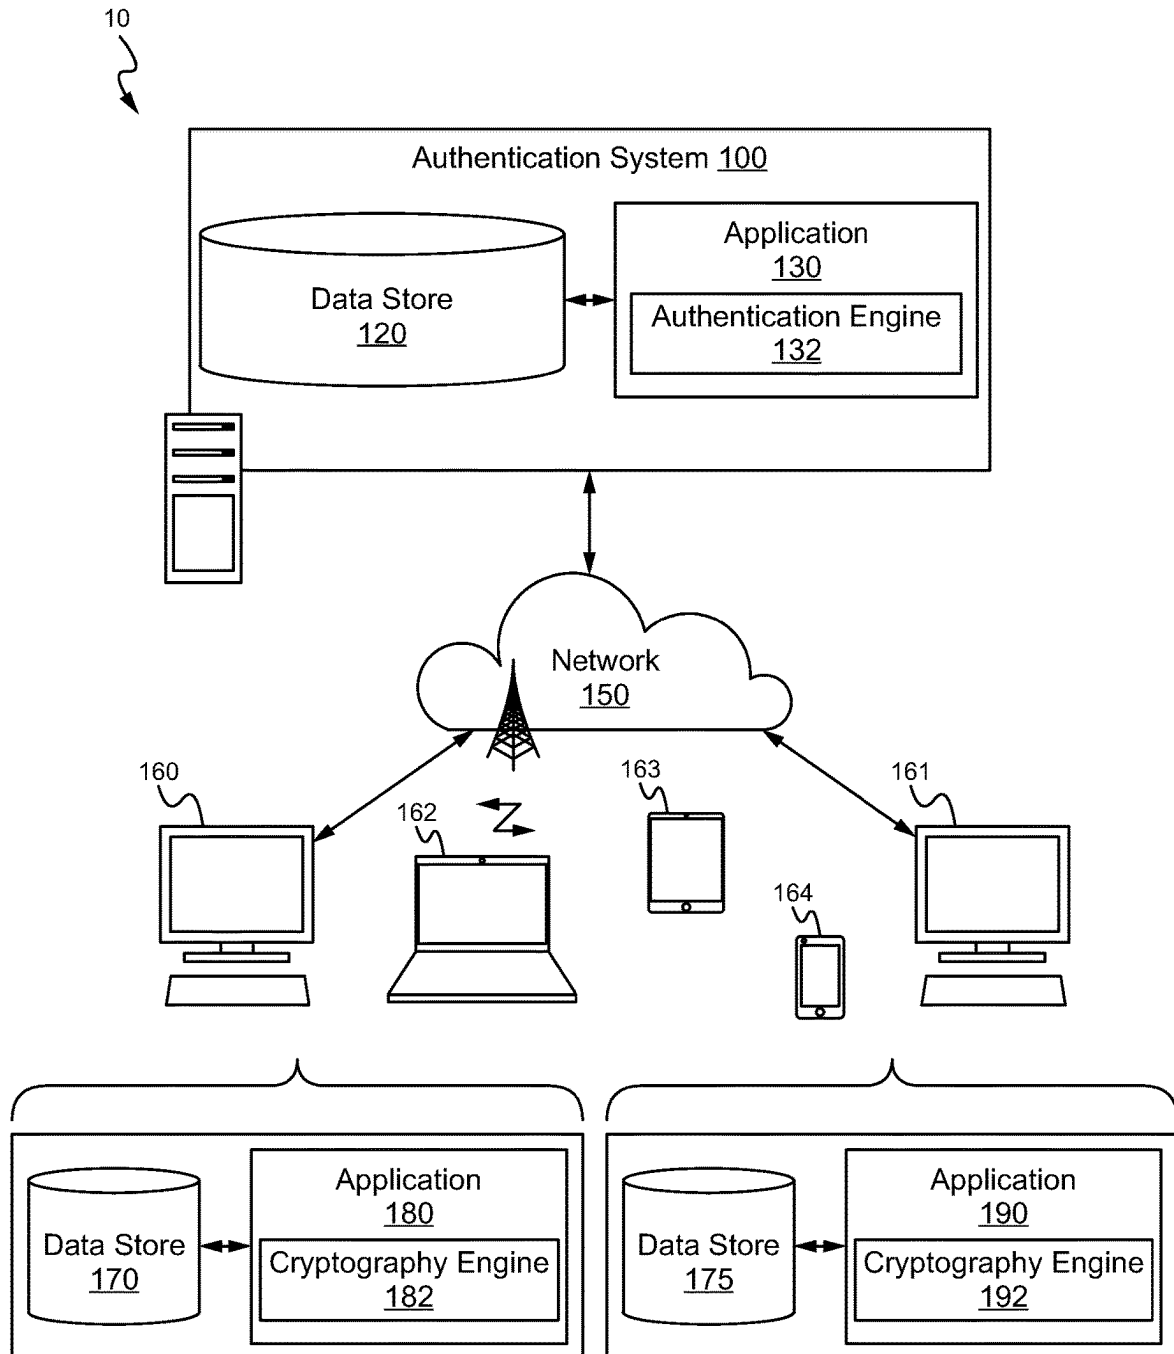 10
Authentication System 100
Application
130
Data Store
120
Authentication Engine
132
Network
150
160
162
163
161
164
Application
180
Data Store
170
Cryptography Engine
182
Application
190
Data Store
175
Cryptography Engine
192